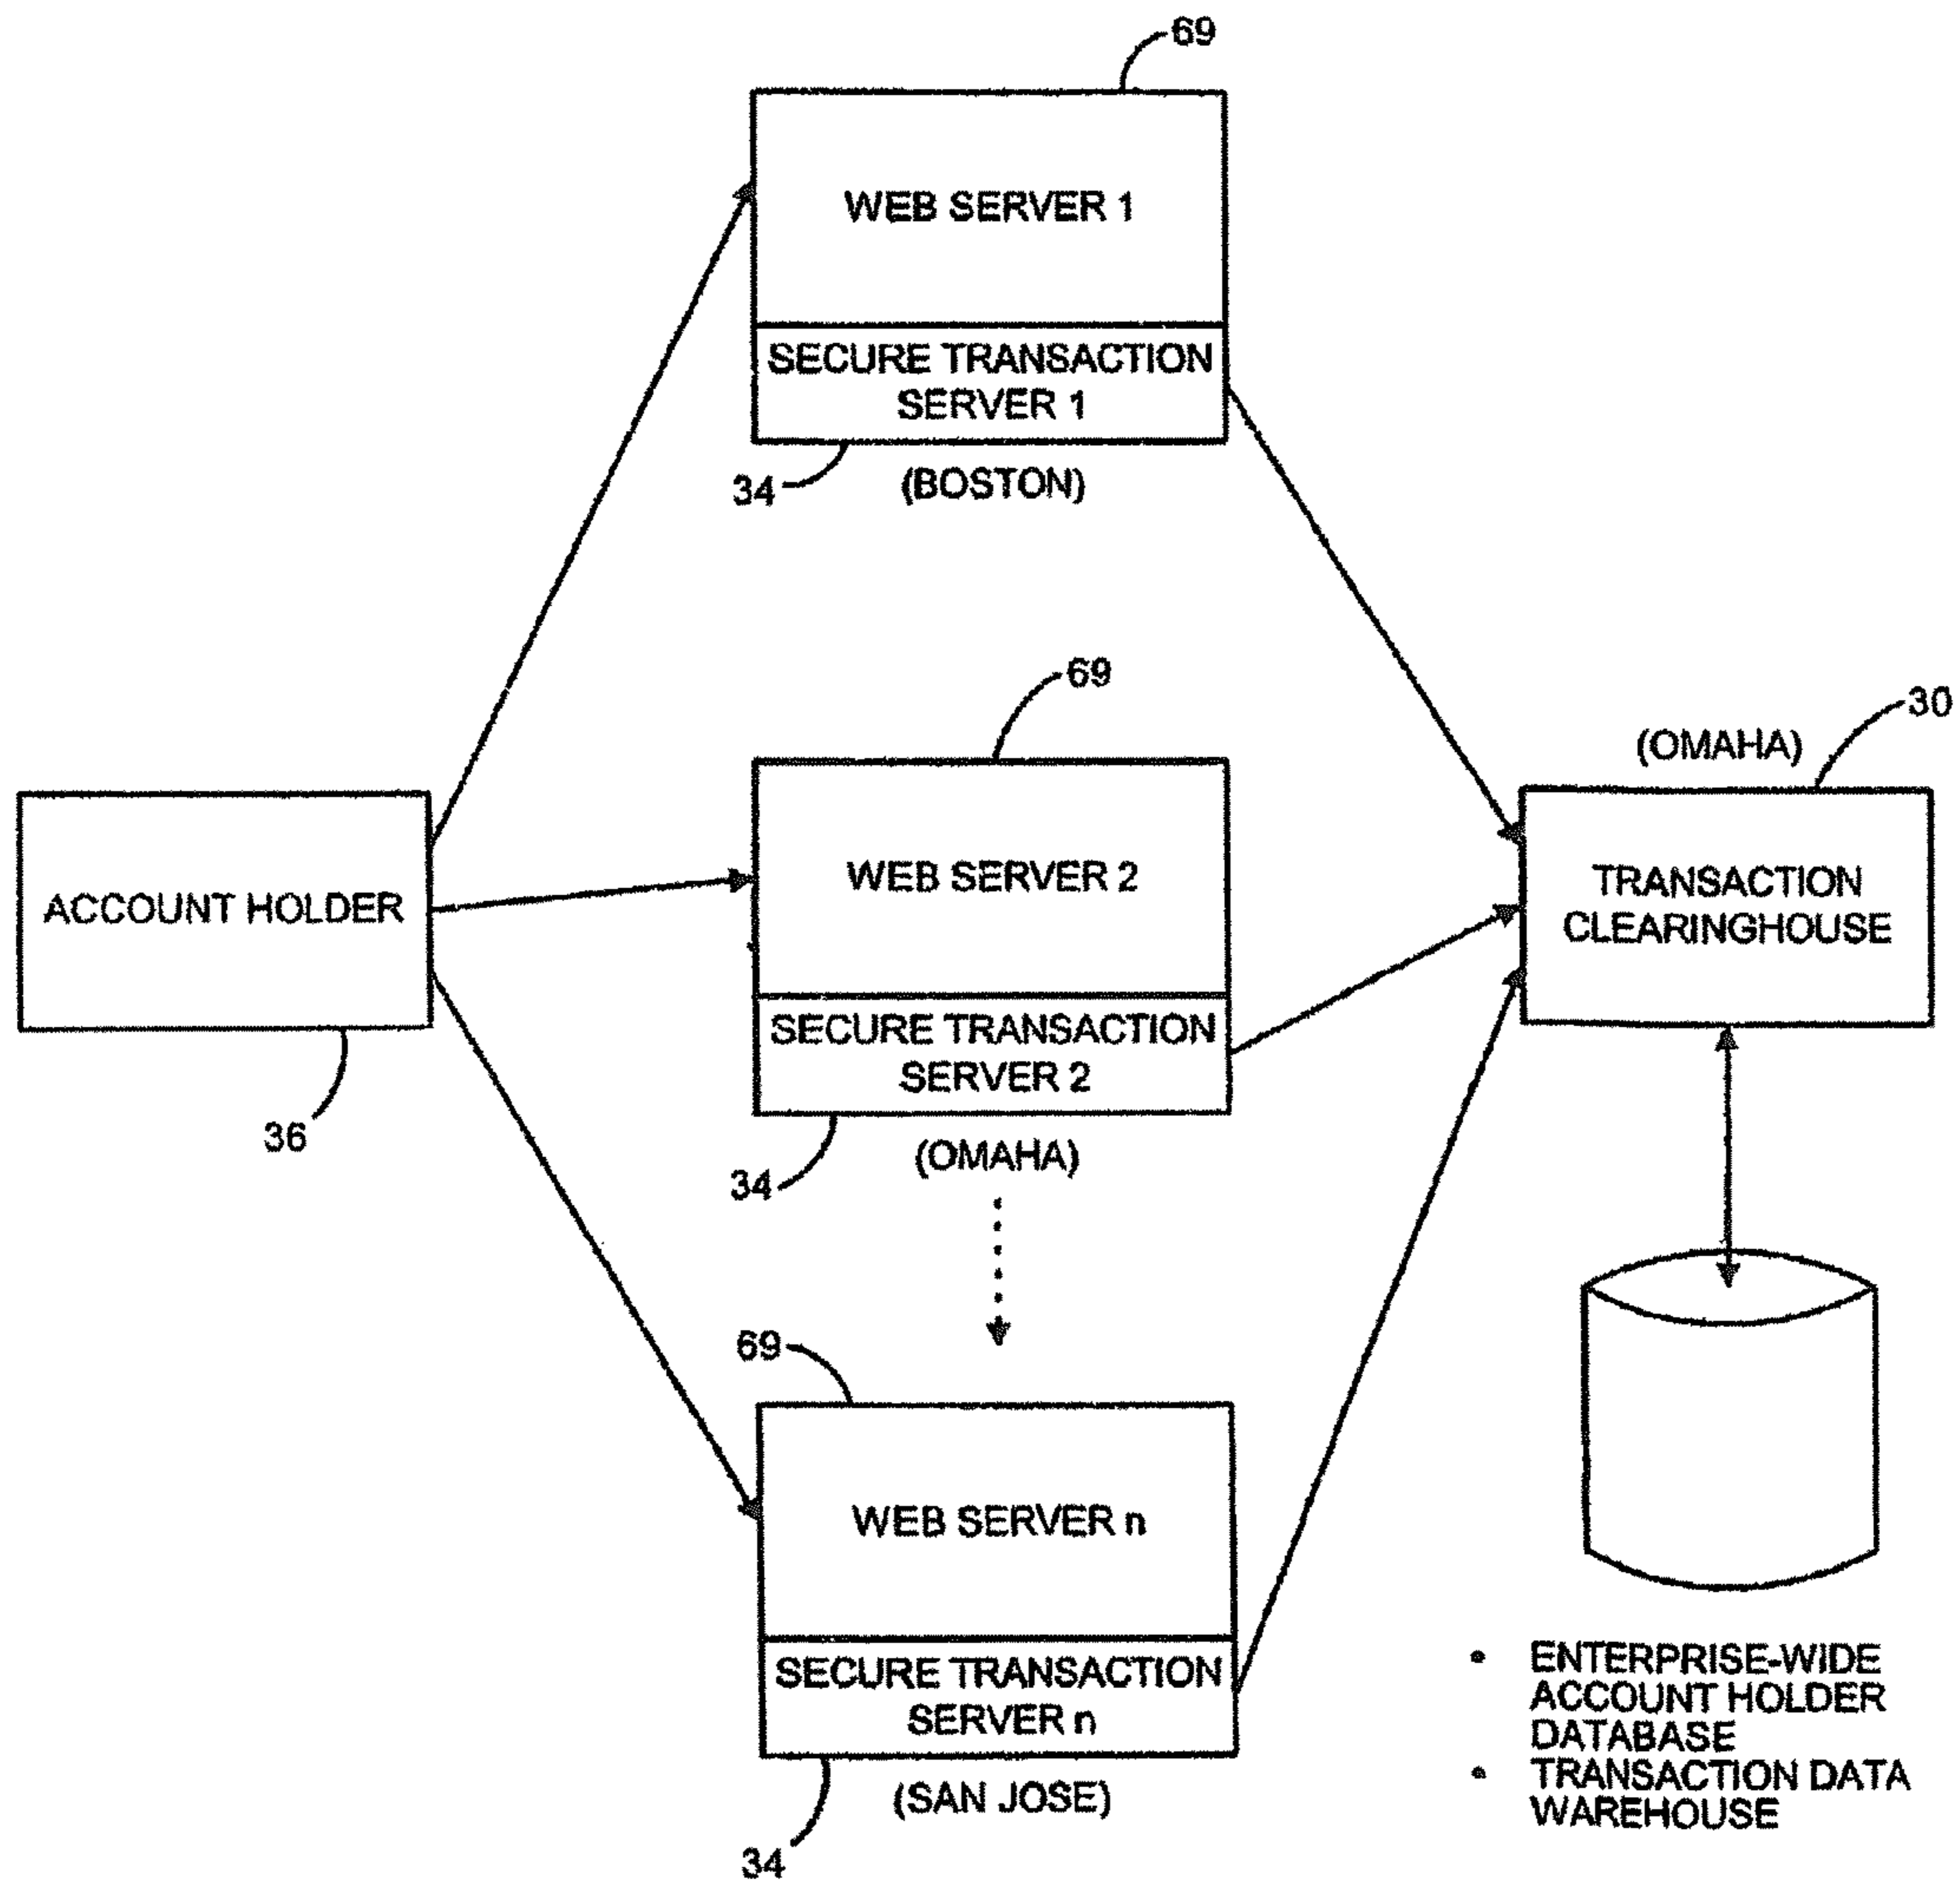 69
WEB SERVER 1
SECURE TRANSACTION
SERVER 1
34
(BOSTON)
69
30
(OMAHA)
ACCOUNT HOLDER
36
WEB SERVER 2
SECURE TRANSACTION
SERVER 2
34
(OMAHA)
TRANSACTION
CLEARINGHOUSE
69
WEB SERVER n
SECURE TRANSACTION
SERVER n
34
(SAN JOSE)
• ENTERPRISE-WIDE
ACCOUNT HOLDER
DATABASE
• TRANSACTION DATA
WAREHOUSE